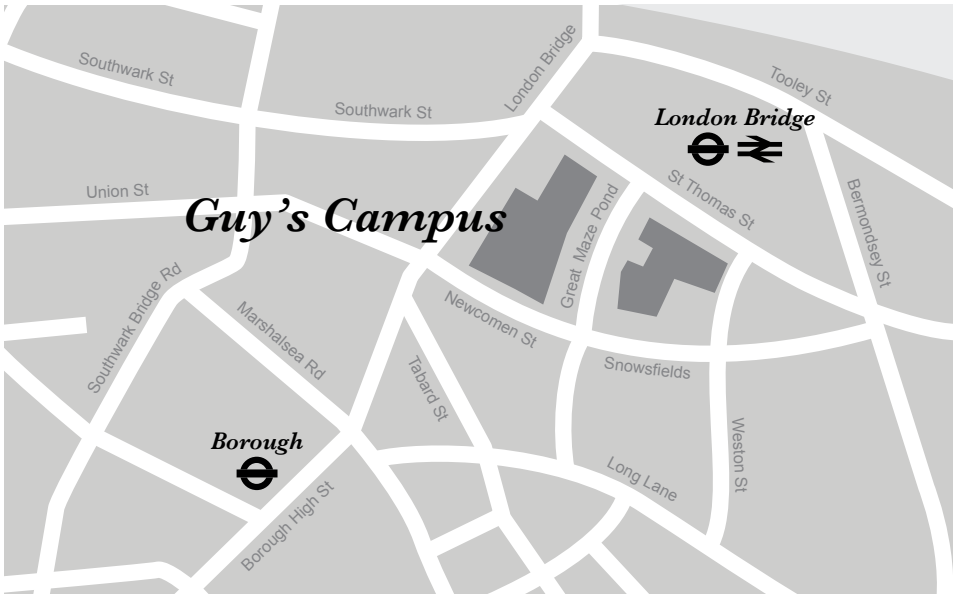 London Bridge
Southwark St
Tooley St
Southwark St
London Bridge
Union St
St Thomas St
Bermondsey St
Guy’s Campus
Great Maze Pond
Southwark Bridge Rd
Marshalsea Rd
Newcomen St
Snowsfields
Tabard St
Borough
Weston St
Long Lane
Borough High St